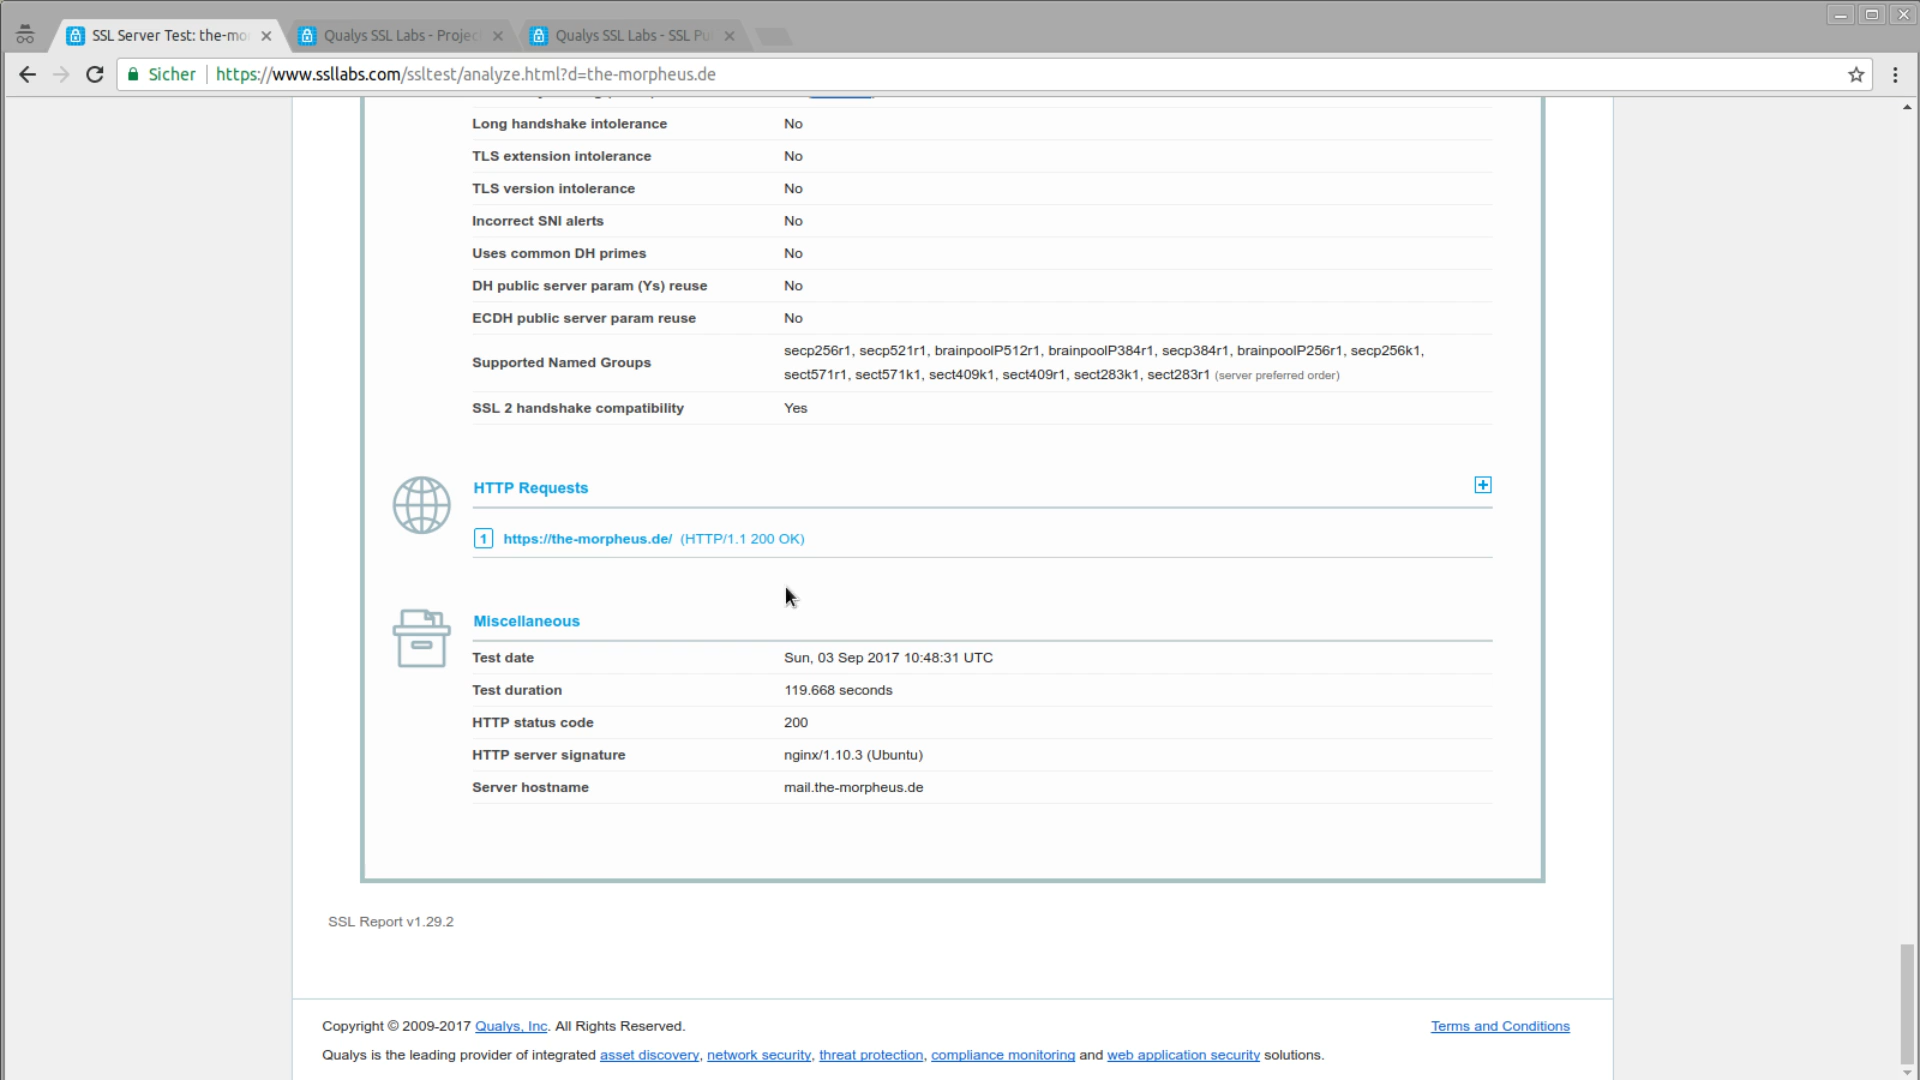 SSL Server Test: the-mo
Qualys SSL Labs - Projec
Qualys SSL Labs - SSL Pu
Sicher
https://www.ssllabs.com/ssltest/analyze.html?d=the-morpheus.de
Long handshake intolerance No
TLS extension intolerance No
TLS version intolerance No
Incorrect SNI alerts No
Uses common DH primes No
DH public server param (Ys) reuse No
ECDH public server param reuse No
Supported Named Groups
secp256r1, secp521r1, brainpoolP512r1, brainpoolP384r1, secp384r1, brainpoolP256r1, secp256k1,
sect571r1, sect571k1, sect409k1, sect409r1, sect283k1, sect283r1 (server preferred order)
SSL 2 handshake compatibility Yes
HTTP Requests
1 https://the-morpheus.de/ (HTTP/1.1 200 OK)
Miscellaneous
Test date Sun, 03 Sep 2017 10:48:31 UTC
Test duration 119.668 seconds
HTTP status code 200
HTTP server signature nginx/1.10.3 (Ubuntu)
Server hostname mail.the-morpheus.de
SSL Report v1.29.2
Copyright © 2009-2017 Qualys, Inc. All Rights Reserved.
Terms and Conditions
Qualys is the leading provider of integrated asset discovery, network security, threat protection, compliance monitoring and web application security solutions.